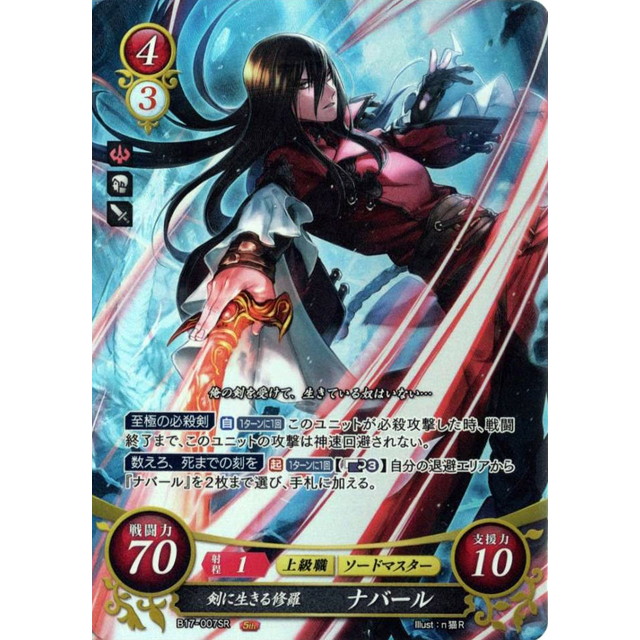 4
3
俺の剣を受けて、生きている奴はいない…
至極の必殺剣 自 1ターンに1回 このユニットが必殺攻撃した時、戦闘
終了まで、このユニットの攻撃は神速回避されない。
数えろ、死までの刻を 起 1ターンに1回 【3】自分の退避エリアから
『ナバール』を2枚まで選び、手札に加える。
戦闘力
70
射程 1
上級職 ソードマスター
支援力
10
剣に生きる修羅 ナバール
B17-007SR
Illust：n猫R